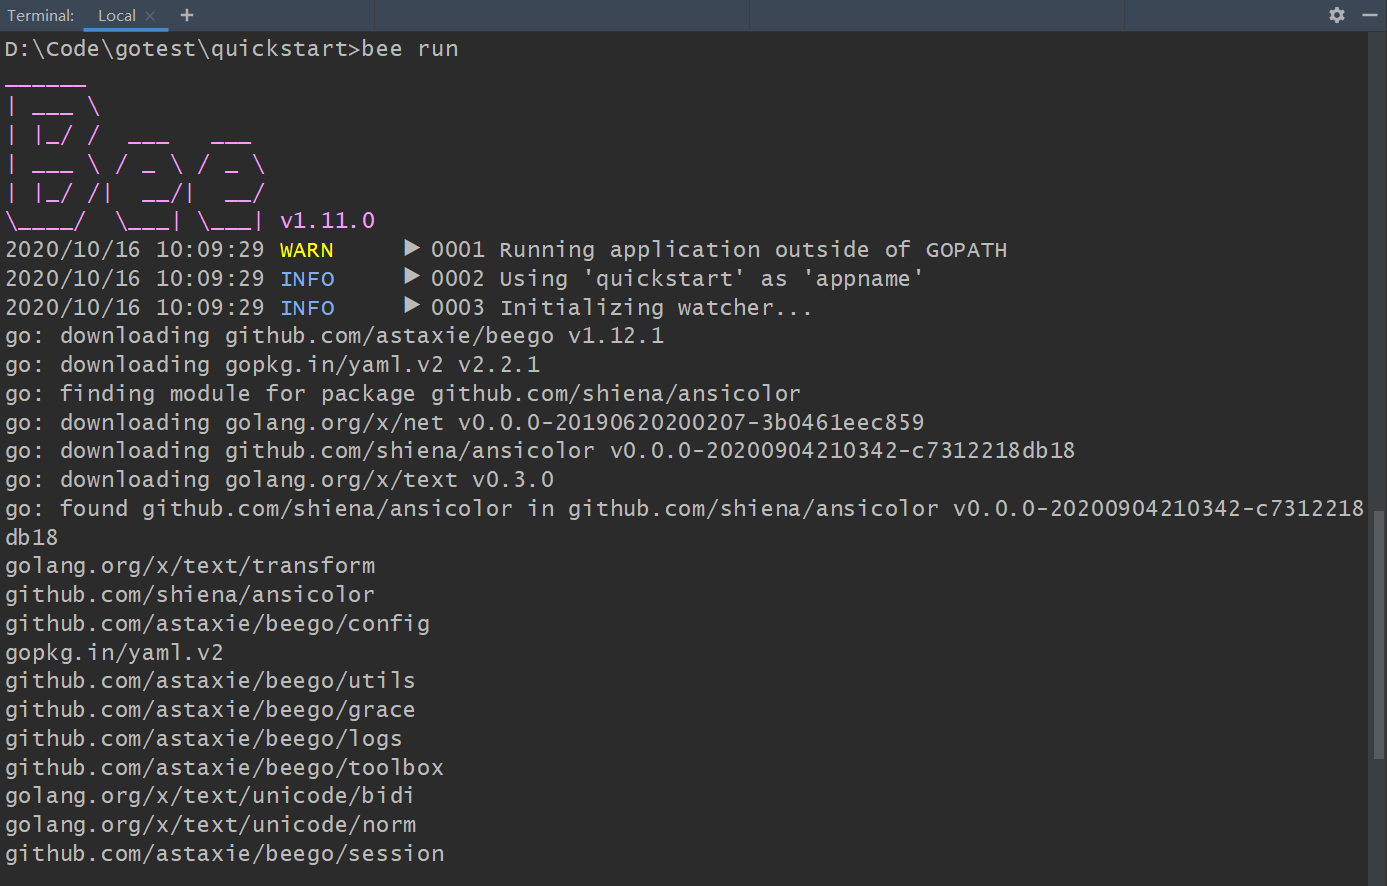 Terminal: Local × +
D:\Code\gotest\quickstart>bee run
______
| ___ \
| |_/ /  ___   ___
| ___ \ / _ \ / _ \
| |_/ /|  __/|  __/
\____/  \___| \___| v1.11.0
2020/10/16 10:09:29 WARN     ▶ 0001 Running application outside of GOPATH
2020/10/16 10:09:29 INFO     ▶ 0002 Using 'quickstart' as 'appname'
2020/10/16 10:09:29 INFO     ▶ 0003 Initializing watcher...
go: downloading github.com/astaxie/beego v1.12.1
go: downloading gopkg.in/yaml.v2 v2.2.1
go: finding module for package github.com/shiena/ansicolor
go: downloading golang.org/x/net v0.0.0-20190620200207-3b0461eec859
go: downloading github.com/shiena/ansicolor v0.0.0-20200904210342-c7312218db18
go: downloading golang.org/x/text v0.3.0
go: found github.com/shiena/ansicolor in github.com/shiena/ansicolor v0.0.0-20200904210342-c7312218
db18
golang.org/x/text/transform
github.com/shiena/ansicolor
github.com/astaxie/beego/config
gopkg.in/yaml.v2
github.com/astaxie/beego/utils
github.com/astaxie/beego/grace
github.com/astaxie/beego/logs
github.com/astaxie/beego/toolbox
golang.org/x/text/unicode/bidi
golang.org/x/text/unicode/norm
github.com/astaxie/beego/session